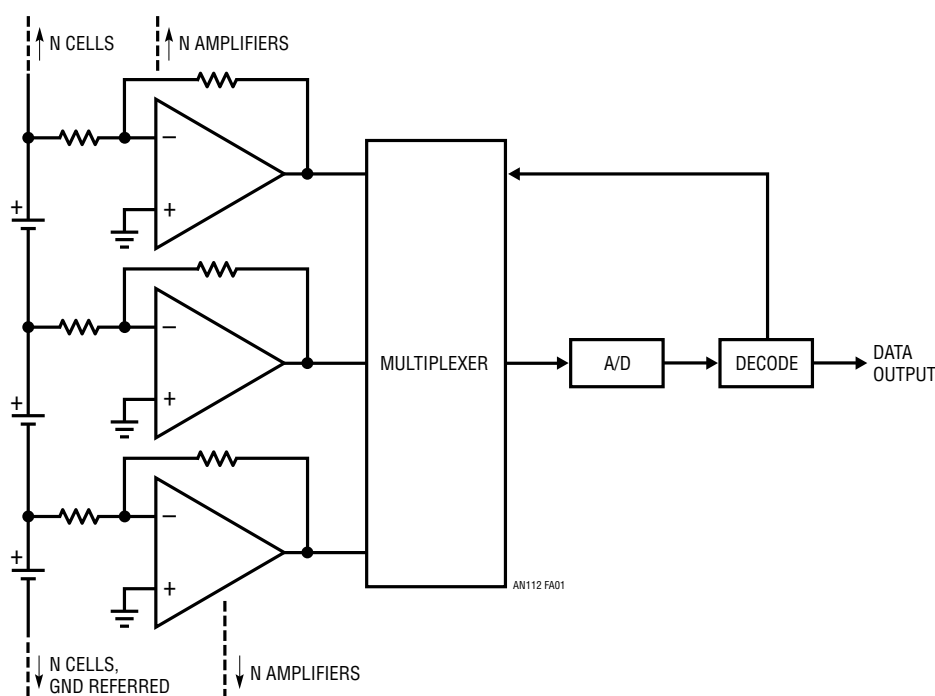 N CELLS
N AMPLIFIERS
−
+
+
−
+
+
−
+
+
MULTIPLEXER
A/D
DECODE
DATA
OUTPUT
AN112 FA01
N CELLS,
GND REFERRED
N AMPLIFIERS